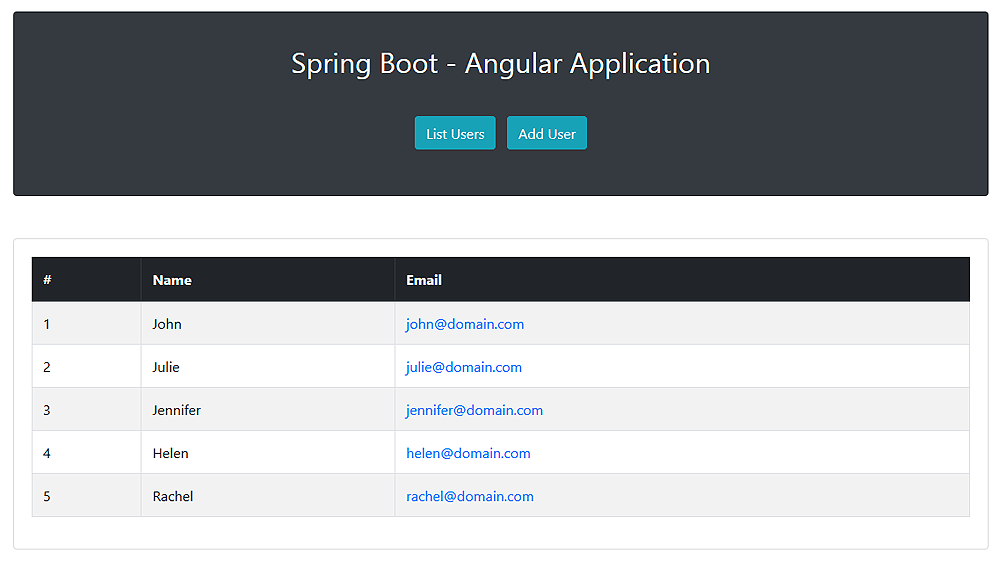 Spring Boot - Angular Application
List Users Add User
# Name Email
1 John john@domain.com
2 Julie julie@domain.com
3 Jennifer jennifer@domain.com
4 Helen helen@domain.com
5 Rachel rachel@domain.com